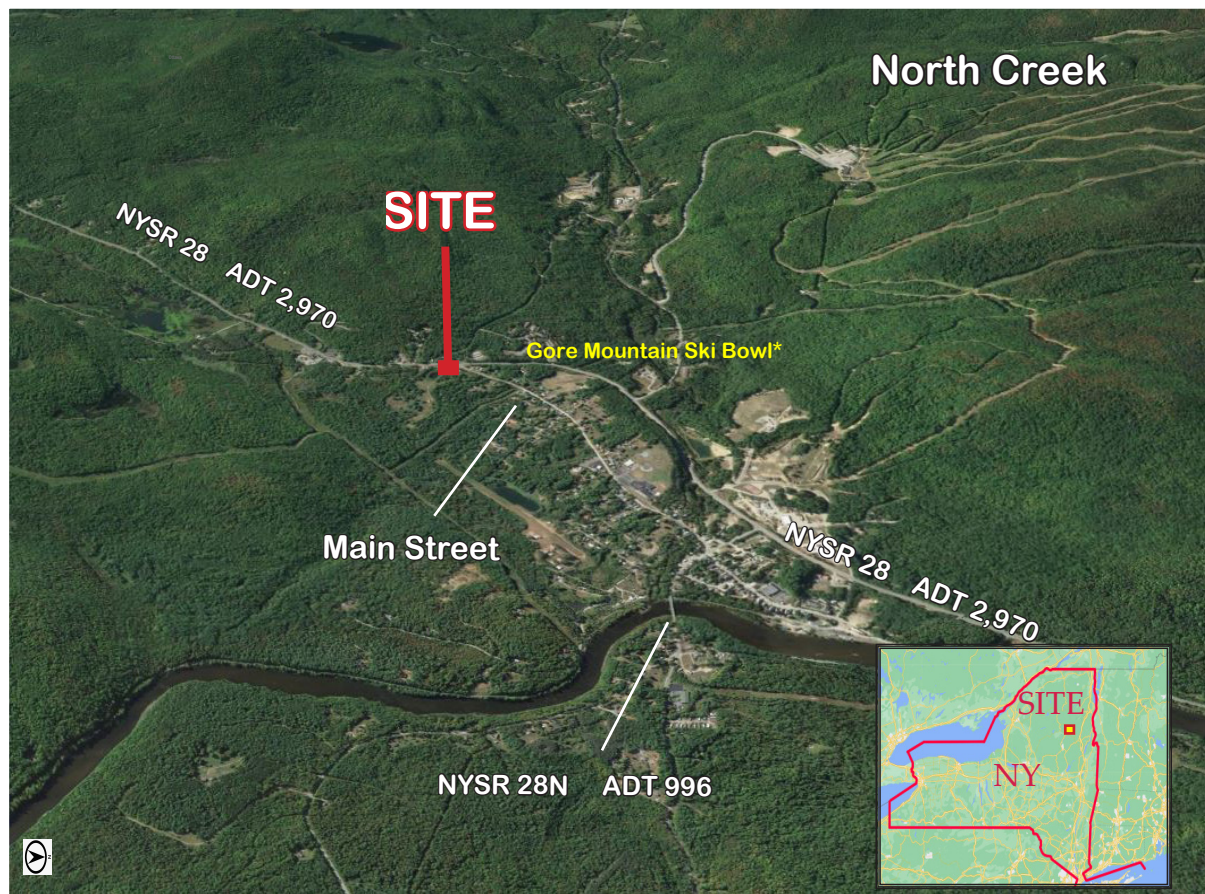 North Creek
SITE
NYSR 28 ADT 2,970
Gore Mountain Ski Bowl*
Main Street
NYSR 28 ADT 2,970
NYSR 28N ADT 996
SITE
NY